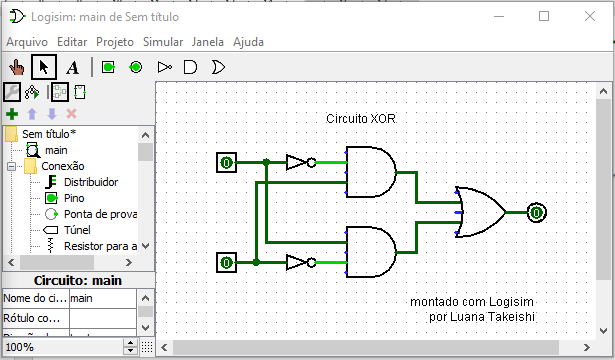 Logisim: main de Sem título
Arquivo Editar Projeto Simular Janela Ajuda
A
Sem título*
main
Conexão
Distribuidor
Pino
Ponta de prova
Túnel
Resistor para a
Circuito: main
Nome do ci... main
Rótulo co...
100%
Circuito XOR
0
0
0
montado com Logisim
por Luana Takeishi